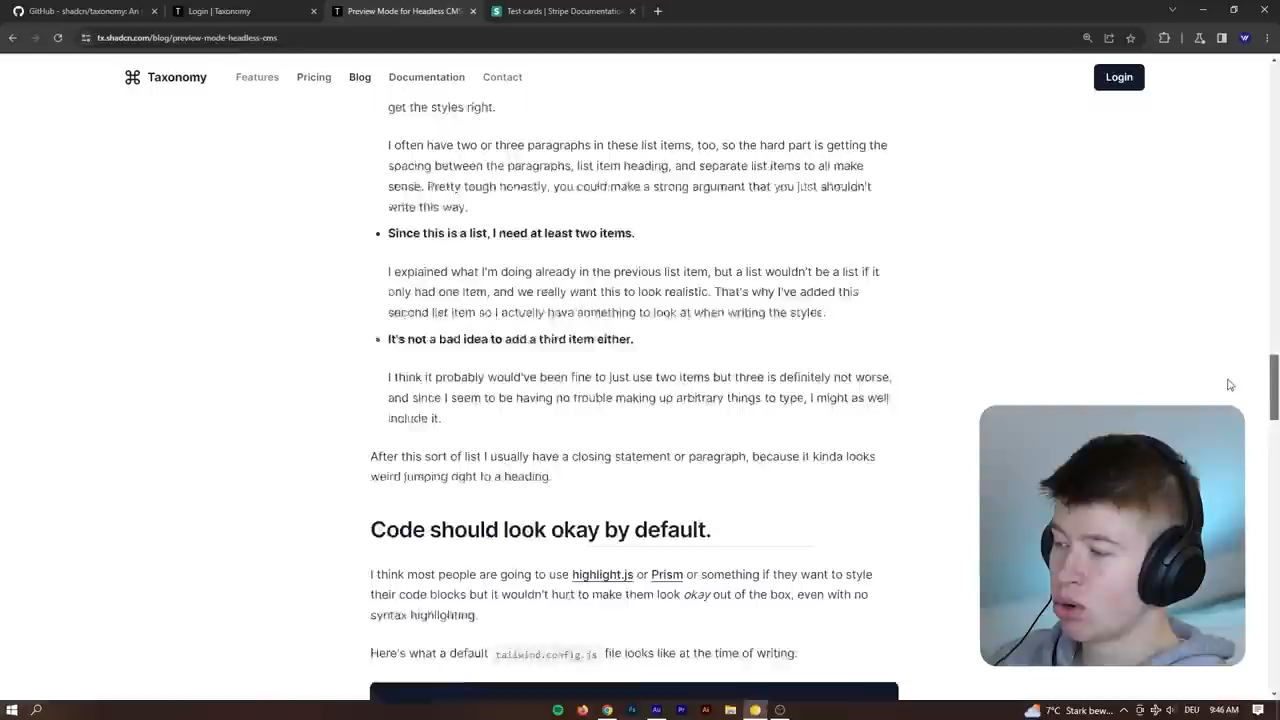 GitHub - shadcn/taxonomy: An
Login | Taxonomy
Preview Mode for Headless CMS
Test cards | Stripe Documentatio
tx.shadcn.com/blog/preview-mode-headless-cms
Taxonomy
Features
Pricing
Blog
Documentation
Contact
Login
get the styles right.
I often have two or three paragraphs in these list items, too, so the hard part is getting the
spacing between the paragraphs, list item heading, and separate list items to all make
sense. Pretty tough honestly, you could make a strong argument that you just shouldn't
write this way.
Since this is a list, I need at least two items.
I explained what I'm doing already in the previous list item, but a list wouldn't be a list if it
only had one item, and we really want this to look realistic. That's why I've added this
second list item so I actually have something to look at when writing the styles.
It's not a bad idea to add a third item either.
I think it probably would've been fine to just use two items but three is definitely not worse,
and since I seem to be having no trouble making up arbitrary things to type, I might as well
include it.
After this sort of list I usually have a closing statement or paragraph, because it kinda looks
weird jumping right to a heading.
Code should look okay by default.
I think most people are going to use highlight.js or Prism or something if they want to style
their code blocks but it wouldn't hurt to make them look okay out of the box, even with no
syntax highlighting.
Here's what a default tailwind.config.js file looks like at the time of writing:
7°C Stark bew... DEU 9:46 AM